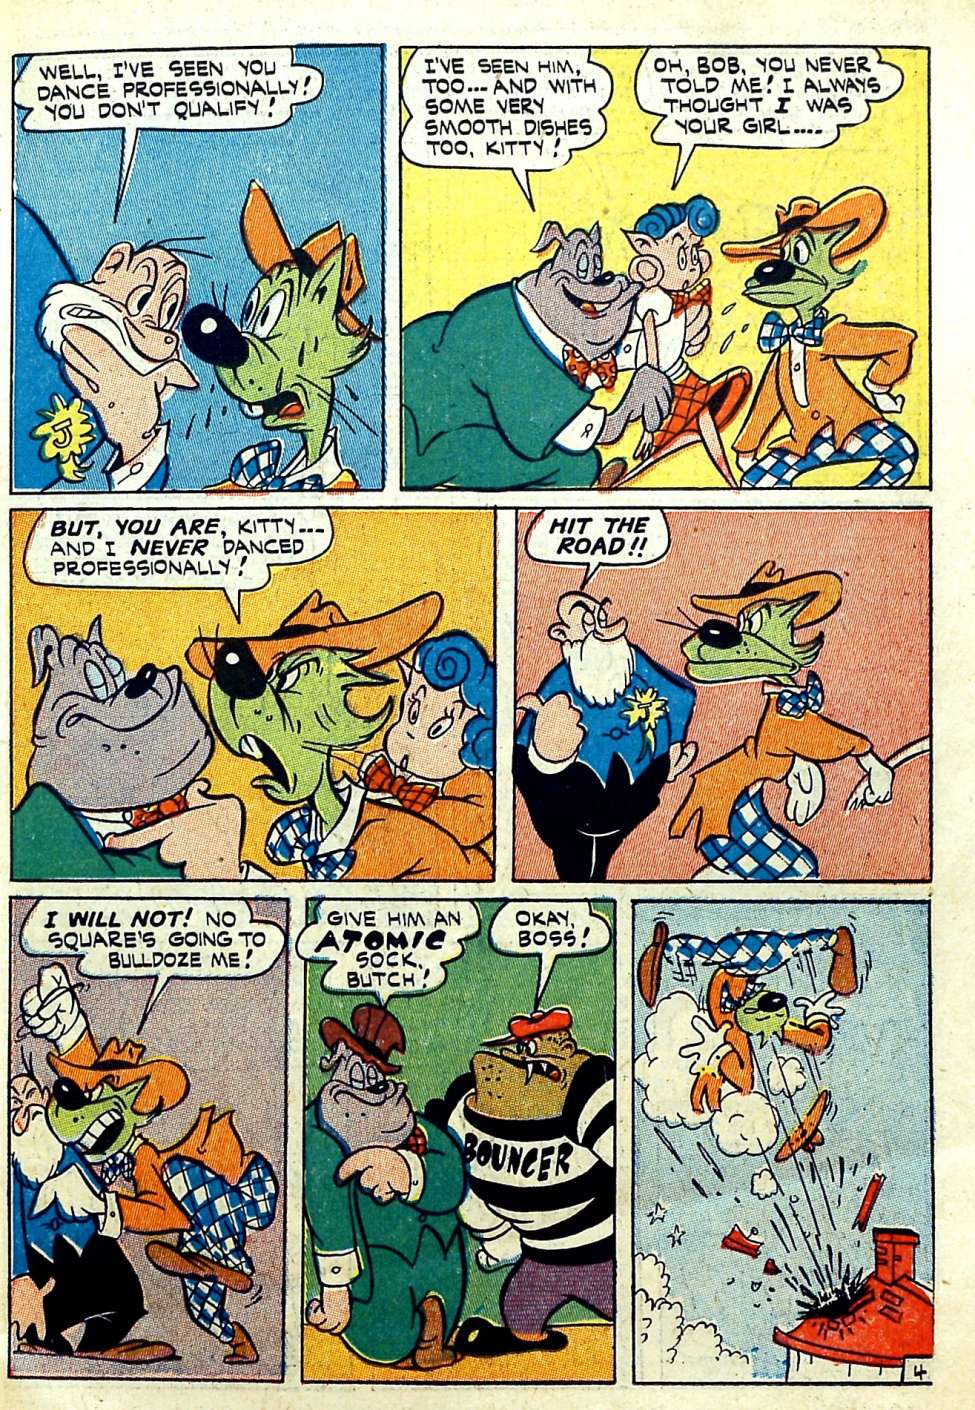 WELL, I'VE SEEN YOU
DANCE PROFESSIONALLY!
YOU DON'T QUALIFY!
J
I'VE SEEN HIM,
TOO... AND WITH
SOME VERY
SMOOTH DISHES
TOO, KITTY!
OH, BOB, YOU NEVER
TOLD ME! I ALWAYS
THOUGHT I WAS
YOUR GIRL....
BUT, YOU ARE, KITTY...
AND I NEVER DANCED
PROFESSIONALLY!
HIT THE
ROAD!!
J
I WILL NOT! NO
SQUARE'S GOING TO
BULLDOZE ME!
GIVE HIM AN
ATOMIC
SOCK,
BUTCH!
OKAY,
BOSS!
BOUNCER
4